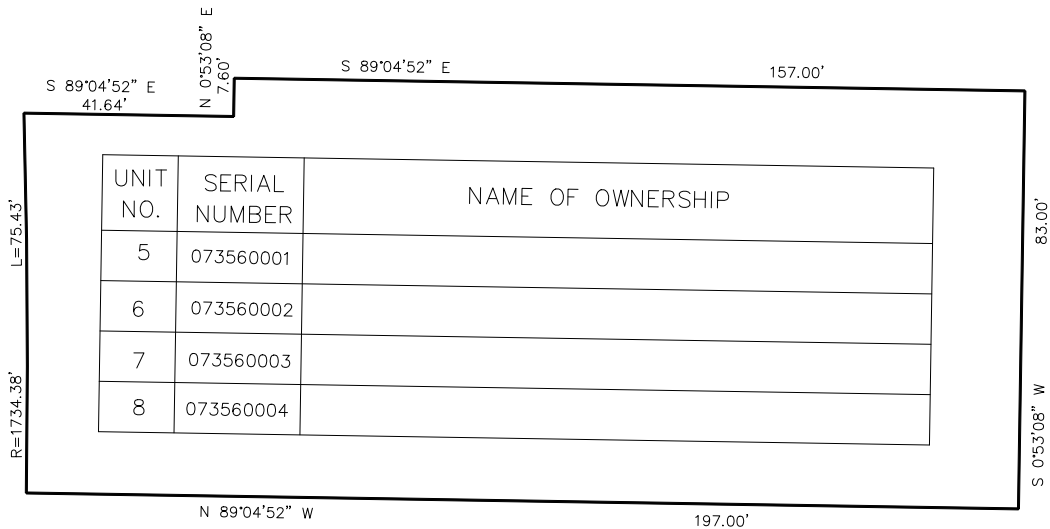 S 89°04'52" E
41.64'
N 0°53'08" E
7.60'
S 89°04'52" E
157.00'
L=75.43'
R=1734.38'
83.00'
S 0°53'08" W
UNIT NO.
SERIAL NUMBER
NAME OF OWNERSHIP
5 073560001
6 073560002
7 073560003
8 073560004
N 89°04'52" W
197.00'